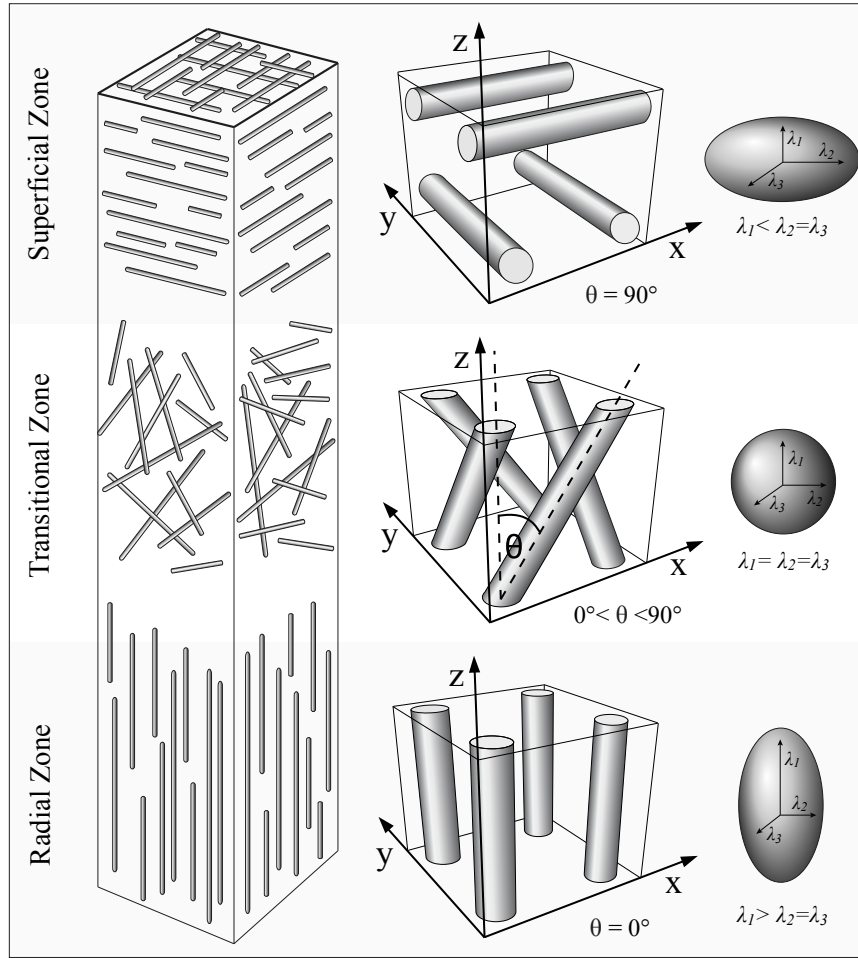 Superficial Zone
z
y
x
θ = 90°
λ1
λ2
λ3
λ1< λ2=λ3
Transitional Zone
z
y
x
θ
0°< θ <90°
λ1
λ2
λ3
λ1= λ2=λ3
Radial Zone
z
y
x
θ = 0°
λ1
λ2
λ3
λ1> λ2=λ3